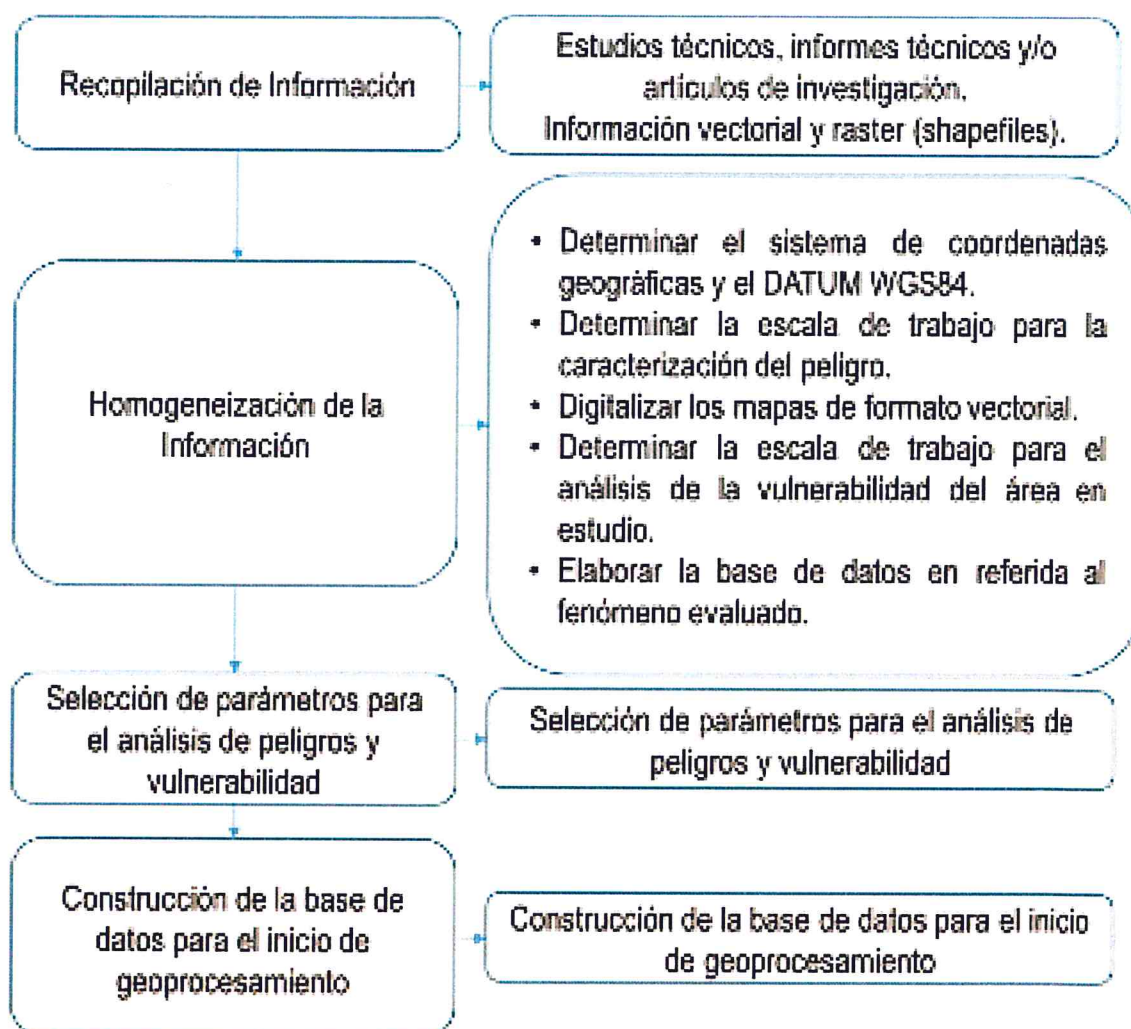 Recopilación de Información
Estudios técnicos, informes técnicos y/o
artículos de investigación.
Información vectorial y raster (shapefiles).
Homogeneización de la
Información
• Determinar el sistema de coordenadas
geográficas y el DATUM WGS84.
• Determinar la escala de trabajo para la
caracterización del peligro.
• Digitalizar los mapas de formato vectorial.
• Determinar la escala de trabajo para el
análisis de la vulnerabilidad del área en
estudio.
• Elaborar la base de datos en referida al
fenómeno evaluado.
Selección de parámetros para
el análisis de peligros y
vulnerabilidad
Selección de parámetros para el análisis de
peligros y vulnerabilidad
Construcción de la base de
datos para el inicio de
geoprocesamiento
Construcción de la base de datos para el inicio
de geoprocesamiento